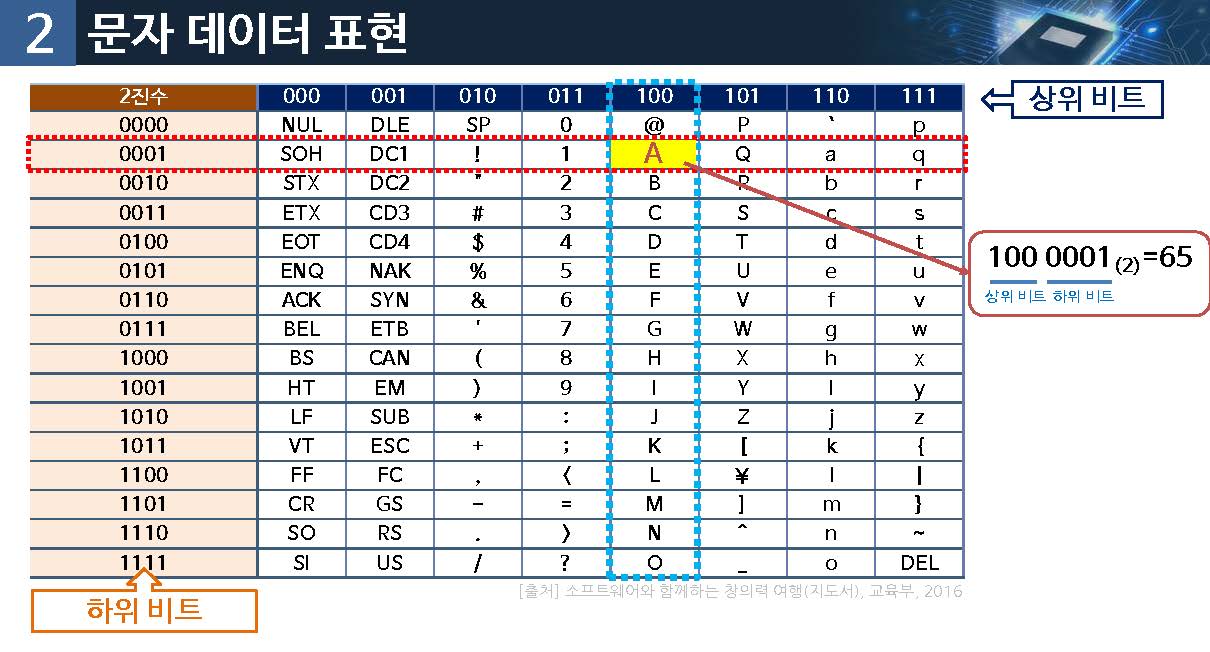 2 문자 데이터 표현
2진수 000 001 010 011 100 101 110 111
상위 비트
0000 NUL DLE SP 0 @ P ` p
0001 SOH DC1 ! 1 A Q a q
0010 STX DC2 " 2 B R b r
0011 ETX CD3 # 3 C S c s
0100 EOT CD4 $ 4 D T d t
0101 ENQ NAK % 5 E U e u
0110 ACK SYN & 6 F V f v
0111 BEL ETB ' 7 G W g w
1000 BS CAN ( 8 H X h x
1001 HT EM ) 9 I Y I y
1010 LF SUB * : J Z j z
1011 VT ESC + ; K [ k {
1100 FF FC , 〈 L ¥ l |
1101 CR GS − = M ] m }
1110 SO RS . 〉 N ^ n ~
1111 SI US / ? O _ o DEL
100 0001(2)=65
상위 비트 하위 비트
[출처] 소프트웨어와 함께하는 창의력 여행(지도서), 교육부, 2016
하위 비트